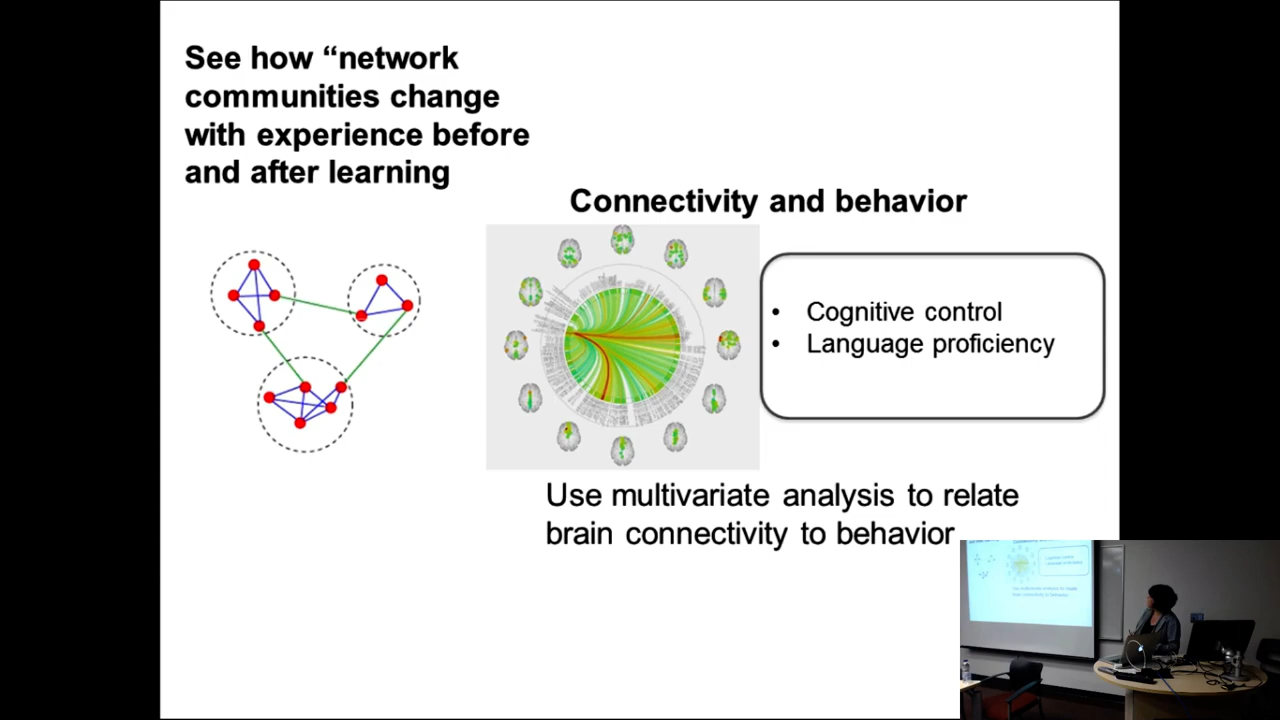 See how “network
communities change
with experience before
and after learning
Connectivity and behavior
• Cognitive control
• Language proficiency
Use multivariate analysis to relate
brain connectivity to behavior